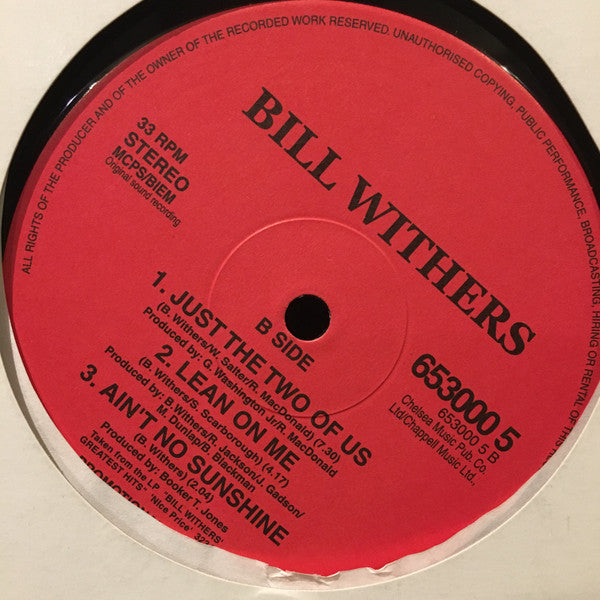 ALL RIGHTS OF THE PRODUCER AND OF THE OWNER OF THE RECORDED WORK RESERVED. UNAUTHORISED COPYING, PUBLIC PERFORMANCE, BROADCASTING, HIRING OR RENTAL OF THIS
BILL WITHERS
33 RPM
STEREO
MCPS/BIEM
Original sound recording
653000 5
653000 5 B
Chelsea Music Pub. Co.
Ltd/Chappell Music Ltd.,
B SIDE
1. JUST THE TWO OF US
(B. Withers/W. Salter/R. MacDonald) (7.30)
Produced by: G. Washington Jr/R. MacDonald
2. LEAN ON ME
(B. Withers/S. Scarborough) (4.17)
Produced by: B.Withers/R. Jackson/J. Gadson/
M. Dunlap/B. Blackman
3. AIN'T NO SUNSHINE
(B. Withers) (2.04)
Produced by: Booker T. Jones
Taken from the LP "BILL WITHERS'
GREATEST HITS" 'Nice Price'